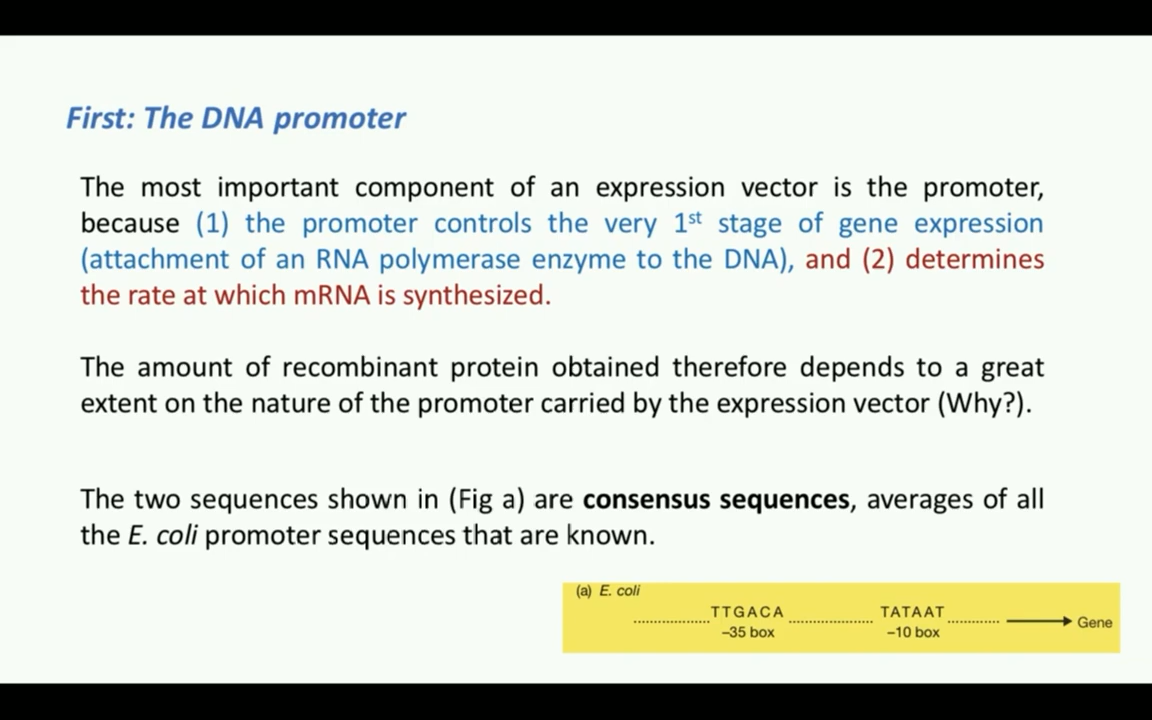 First: The DNA promoter
The most important component of an expression vector is the promoter,
because (1) the promoter controls the very 1st stage of gene expression
(attachment of an RNA polymerase enzyme to the DNA), and (2) determines
the rate at which mRNA is synthesized.
The amount of recombinant protein obtained therefore depends to a great
extent on the nature of the promoter carried by the expression vector (Why?).
The two sequences shown in (Fig a) are consensus sequences, averages of all
the E. coli promoter sequences that are known.
(a) E. coli
TTGACA TATAAT
–35 box –10 box Gene